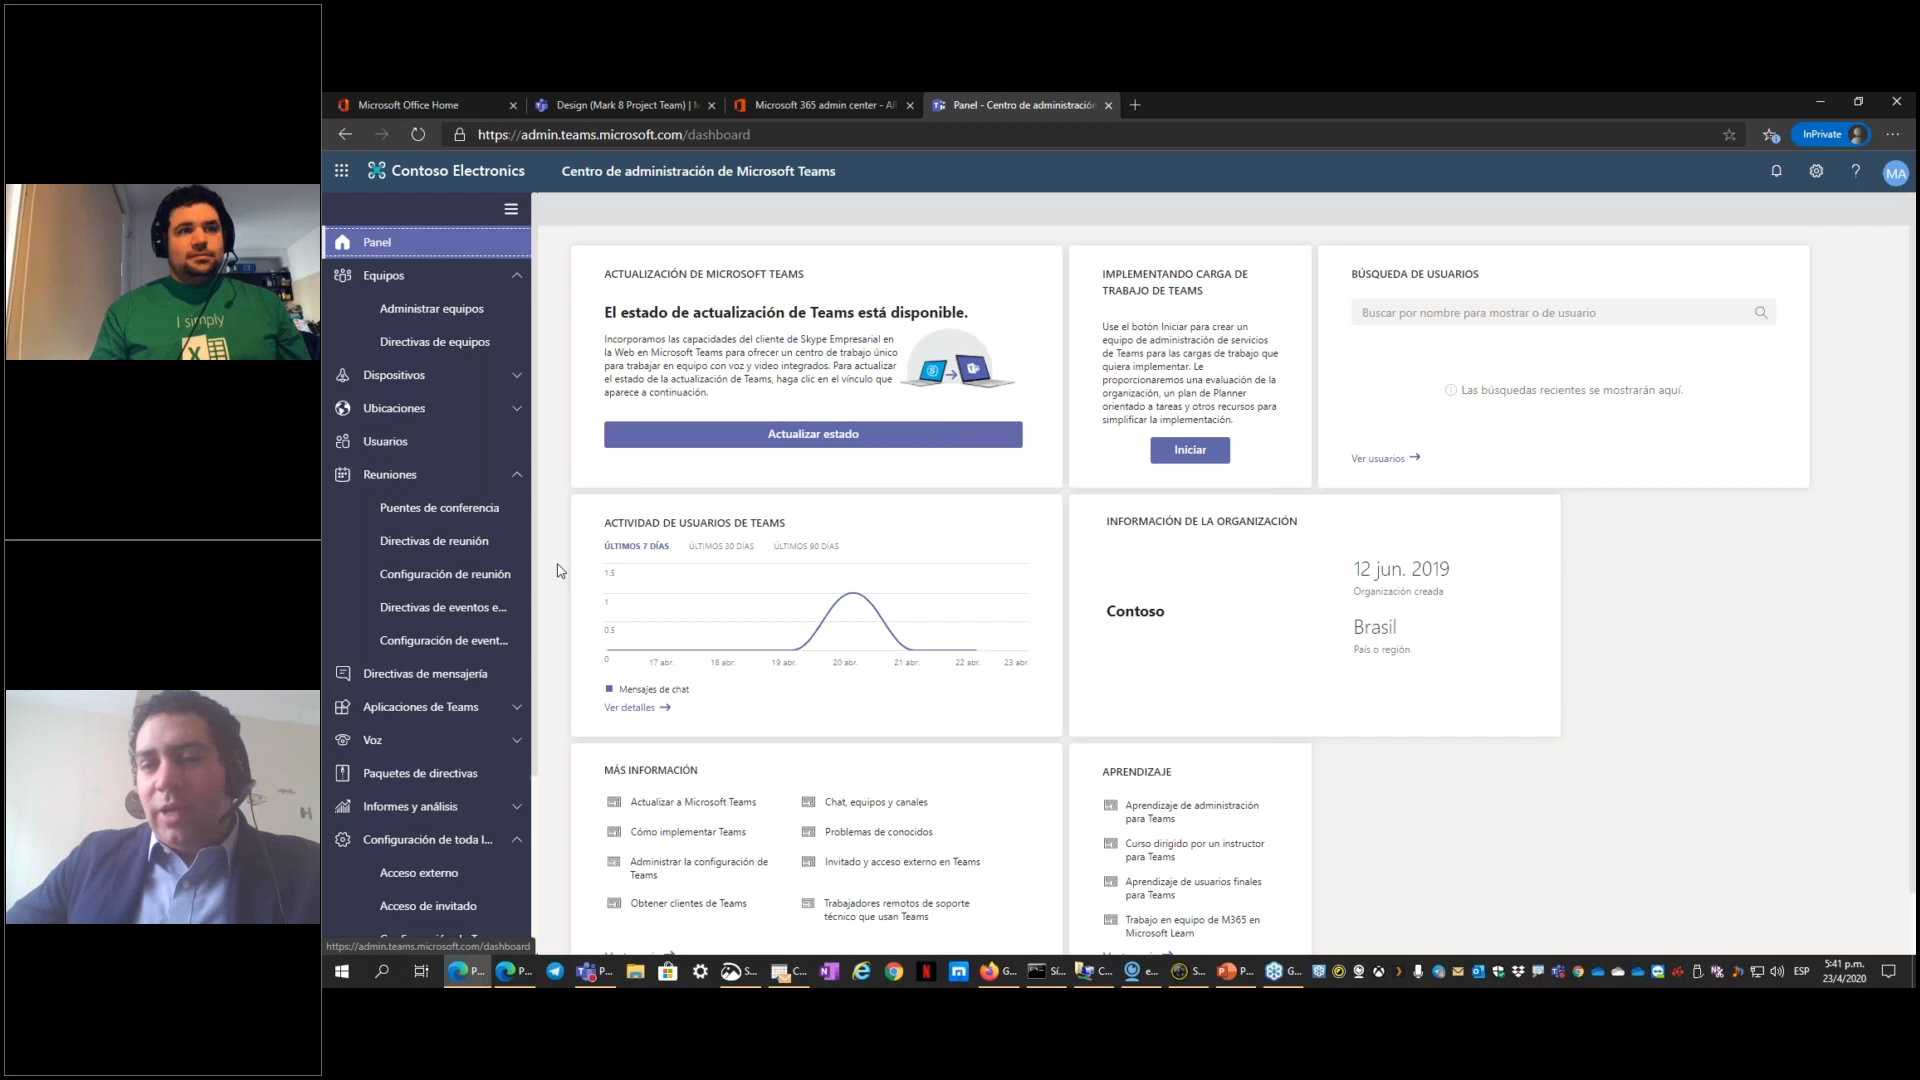 Microsoft Office Home
Design (Mark 8 Project Team) | M
Microsoft 365 admin center - Al
Panel - Centro de administración
https://admin.teams.microsoft.com/dashboard
InPrivate
Contoso Electronics
Centro de administración de Microsoft Teams
MA
Panel
Equipos
Administrar equipos
Directivas de equipos
Dispositivos
Ubicaciones
Usuarios
Reuniones
Puentes de conferencia
Directivas de reunión
Configuración de reunión
Directivas de eventos e...
Configuración de event...
Directivas de mensajería
Aplicaciones de Teams
Voz
Paquetes de directivas
Informes y análisis
Configuración de toda l...
Acceso externo
Acceso de invitado
https://admin.teams.microsoft.com/dashboard
ACTUALIZACIÓN DE MICROSOFT TEAMS
El estado de actualización de Teams está disponible.
Incorporamos las capacidades del cliente de Skype Empresarial en
la Web en Microsoft Teams para ofrecer un centro de trabajo único
para trabajar en equipo con voz y video integrados. Para actualizar
el estado de la actualización de Teams, haga clic en el vínculo que
aparece a continuación.
Actualizar estado
IMPLEMENTANDO CARGA DE
TRABAJO DE TEAMS
Use el botón Iniciar para crear un
equipo de administración de servicios
de Teams para las cargas de trabajo que
quiera implementar. Le
proporcionaremos una evaluación de la
organización, un plan de Planner
orientado a tareas y otros recursos para
simplificar la implementación.
Iniciar
BÚSQUEDA DE USUARIOS
Buscar por nombre para mostrar o de usuario
Las búsquedas recientes se mostrarán aquí.
Ver usuarios
ACTIVIDAD DE USUARIOS DE TEAMS
ÚLTIMOS 7 DÍAS ÚLTIMOS 30 DÍAS ÚLTIMOS 90 DÍAS
1.5
1
0.5
0
17 abr. 18 abr. 19 abr. 20 abr. 21 abr. 22 abr. 23 abr.
Mensajes de chat
Ver detalles
INFORMACIÓN DE LA ORGANIZACIÓN
Contoso
12 jun. 2019
Organización creada
Brasil
País o región
MÁS INFORMACIÓN
Actualizar a Microsoft Teams
Cómo implementar Teams
Administrar la configuración de
Teams
Obtener clientes de Teams
Chat, equipos y canales
Problemas de conocidos
Invitado y acceso externo en Teams
Trabajadores remotos de soporte
técnico que usan Teams
APRENDIZAJE
Aprendizaje de administración
para Teams
Curso dirigido por un instructor
para Teams
Aprendizaje de usuarios finales
para Teams
Trabajo en equipo de M365 en
Microsoft Learn
I simply
X
P... P... P... S... C... G... Sí... C... e... S... P... G...
ESP
5:41 p.m.
23/4/2020